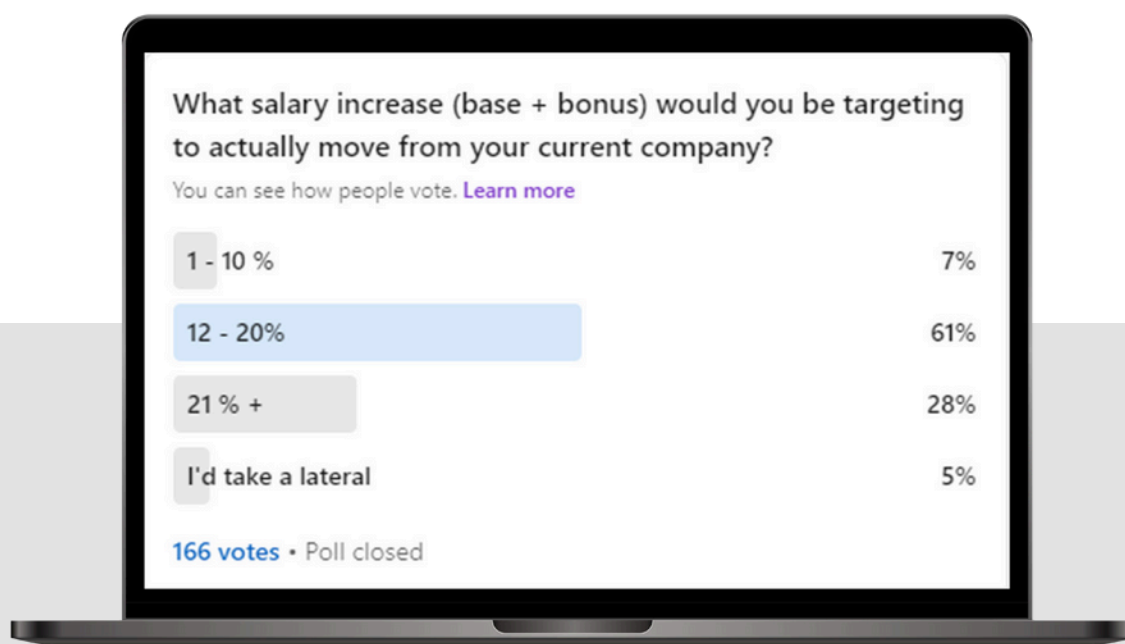 What salary increase (base + bonus) would you be targeting
to actually move from your current company?
You can see how people vote. Learn more
1 - 10 % 7%
12 - 20% 61%
21 % + 28%
I'd take a lateral 5%
166 votes • Poll closed